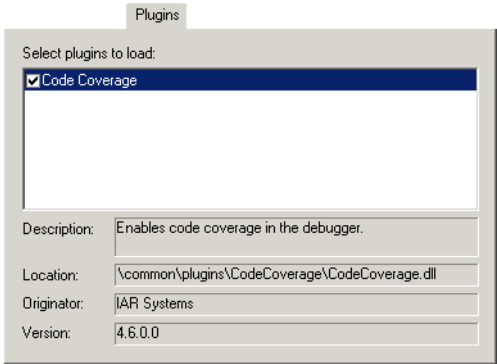 Plugins
Select plugins to load:
Code Coverage
Description: Enables code coverage in the debugger.
Location: \common\plugins\CodeCoverage\CodeCoverage.dll
Originator: IAR Systems
Version: 4.6.0.0